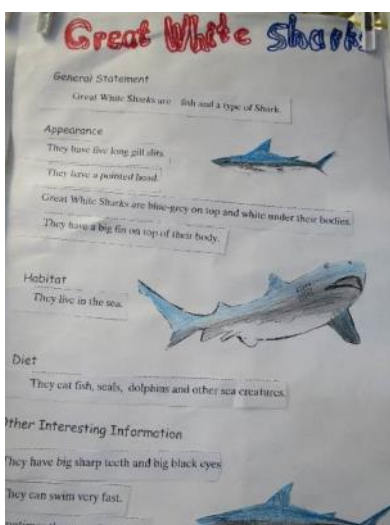 Great White Shark
General Statement
Great White Sharks are fish and a type of Shark.
Appearance
They have five long gill slits.
They have a pointed head.
Great White Sharks are blue-grey on top and white under their bodies.
They have a big fin on top of their body.
Habitat
They live in the sea.
Diet
They eat fish, seals, dolphins and other sea creatures.
Other Interesting Information
They have big sharp teeth and big black eyes
They can swim very fast.